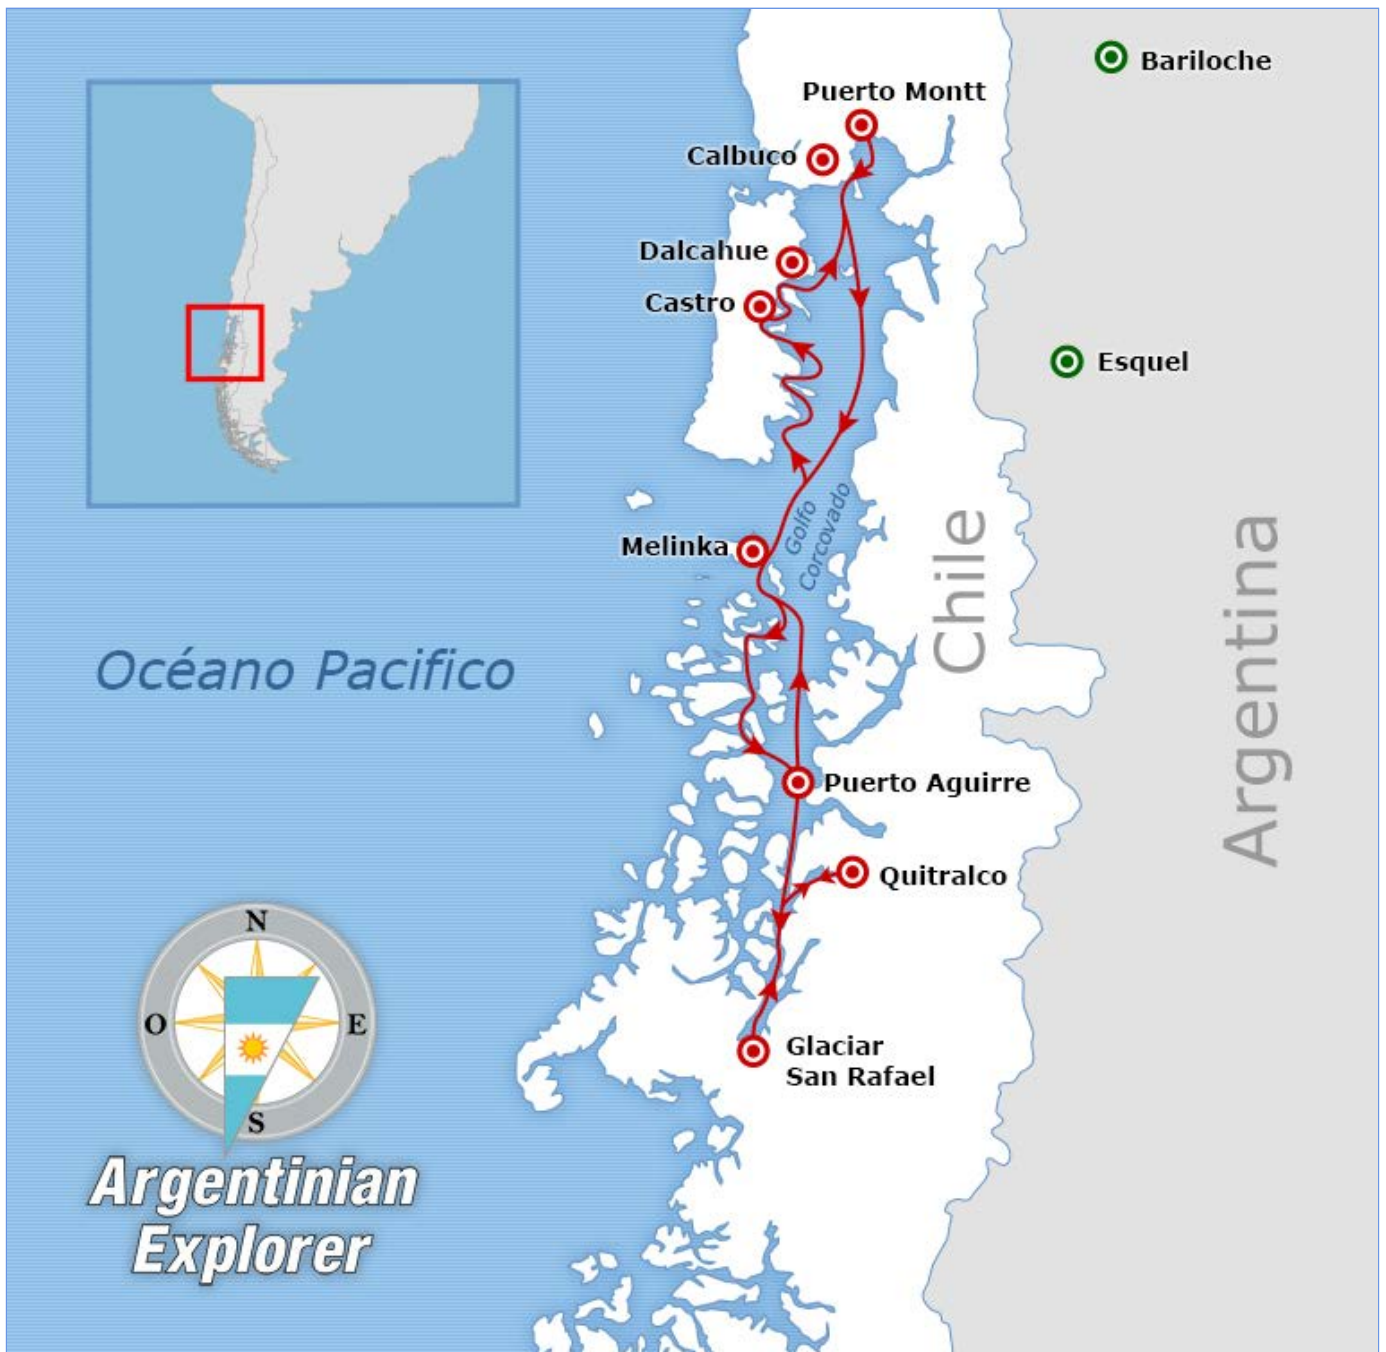 Bariloche
Puerto Montt
Calbuco
Dalcahue
Castro
Esquel
Golfo
Corcovado
Melinka
Chile
Argentina
Océano Pacifico
Puerto Aguirre
Quitralco
N
O
E
S
Glaciar
San Rafael
Argentinian
Explorer